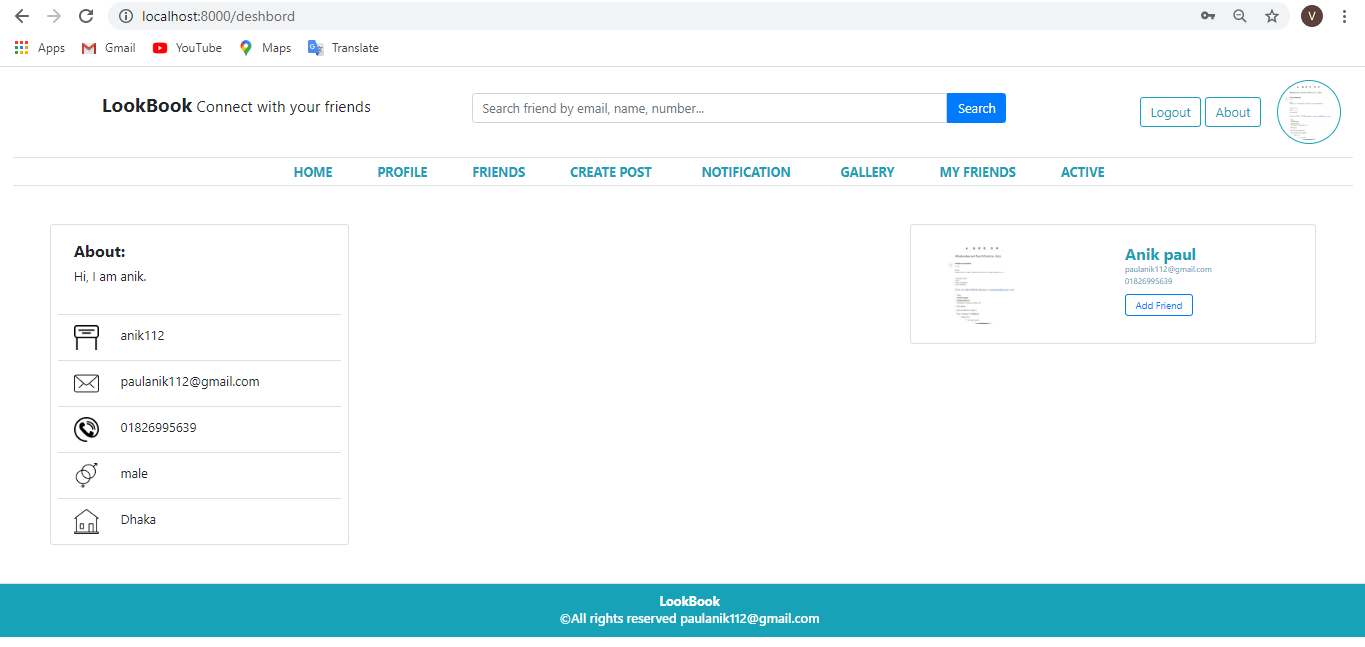 localhost:8000/deshbord
V
Apps Gmail YouTube Maps Translate
LookBook Connect with your friends
Search friend by email, name, number...
Search
Logout
About
HOME PROFILE FRIENDS CREATE POST NOTIFICATION GALLERY MY FRIENDS ACTIVE
About:
Hi, I am anik.
anik112
paulanik112@gmail.com
01826995639
male
Dhaka
Anik paul
paulanik112@gmail.com
01826995639
Add Friend
LookBook
©All rights reserved paulanik112@gmail.com